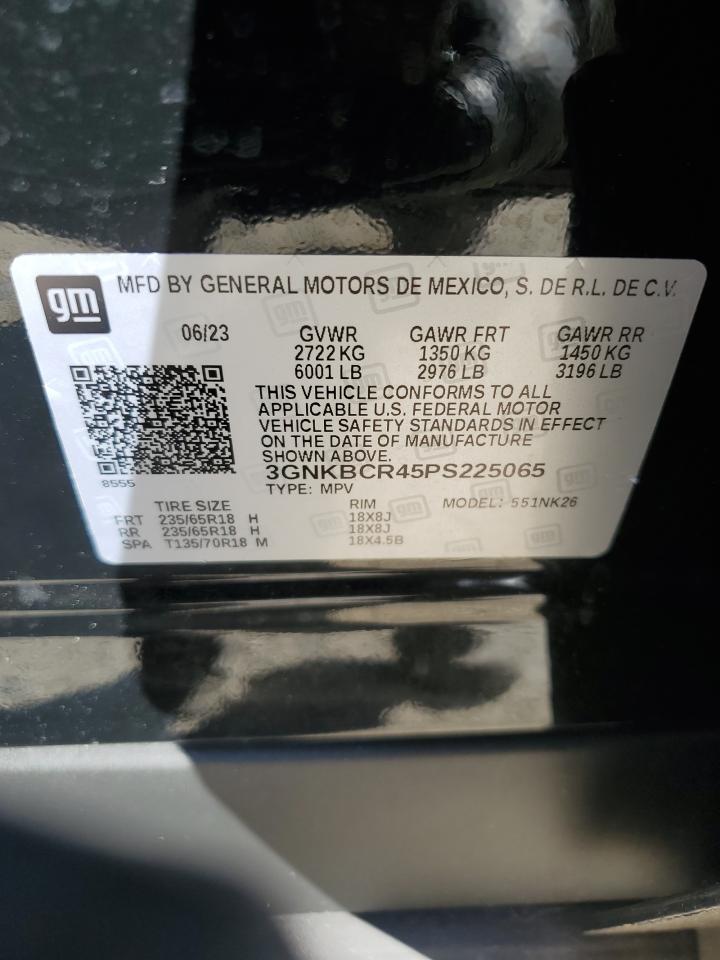 gm MFD BY GENERAL MOTORS DE MEXICO, S. DE R.L. DE C.V.
06/23 GVWR GAWR FRT GAWR RR
2722 KG 1350 KG 1450 KG
6001 LB 2976 LB 3196 LB
THIS VEHICLE CONFORMS TO ALL
APPLICABLE U.S. FEDERAL MOTOR
VEHICLE SAFETY STANDARDS IN EFFECT
ON THE DATE OF MANUFACTURE
SHOWN ABOVE.
3GNKBCR45PS225065
8555 TYPE: MPV
TIRE SIZE RIM MODEL: 551NK26
FRT 235/65R18 H 18X8J
RR 235/65R18 H 18X8J
SPA T135/70R18 M 18X4.5B